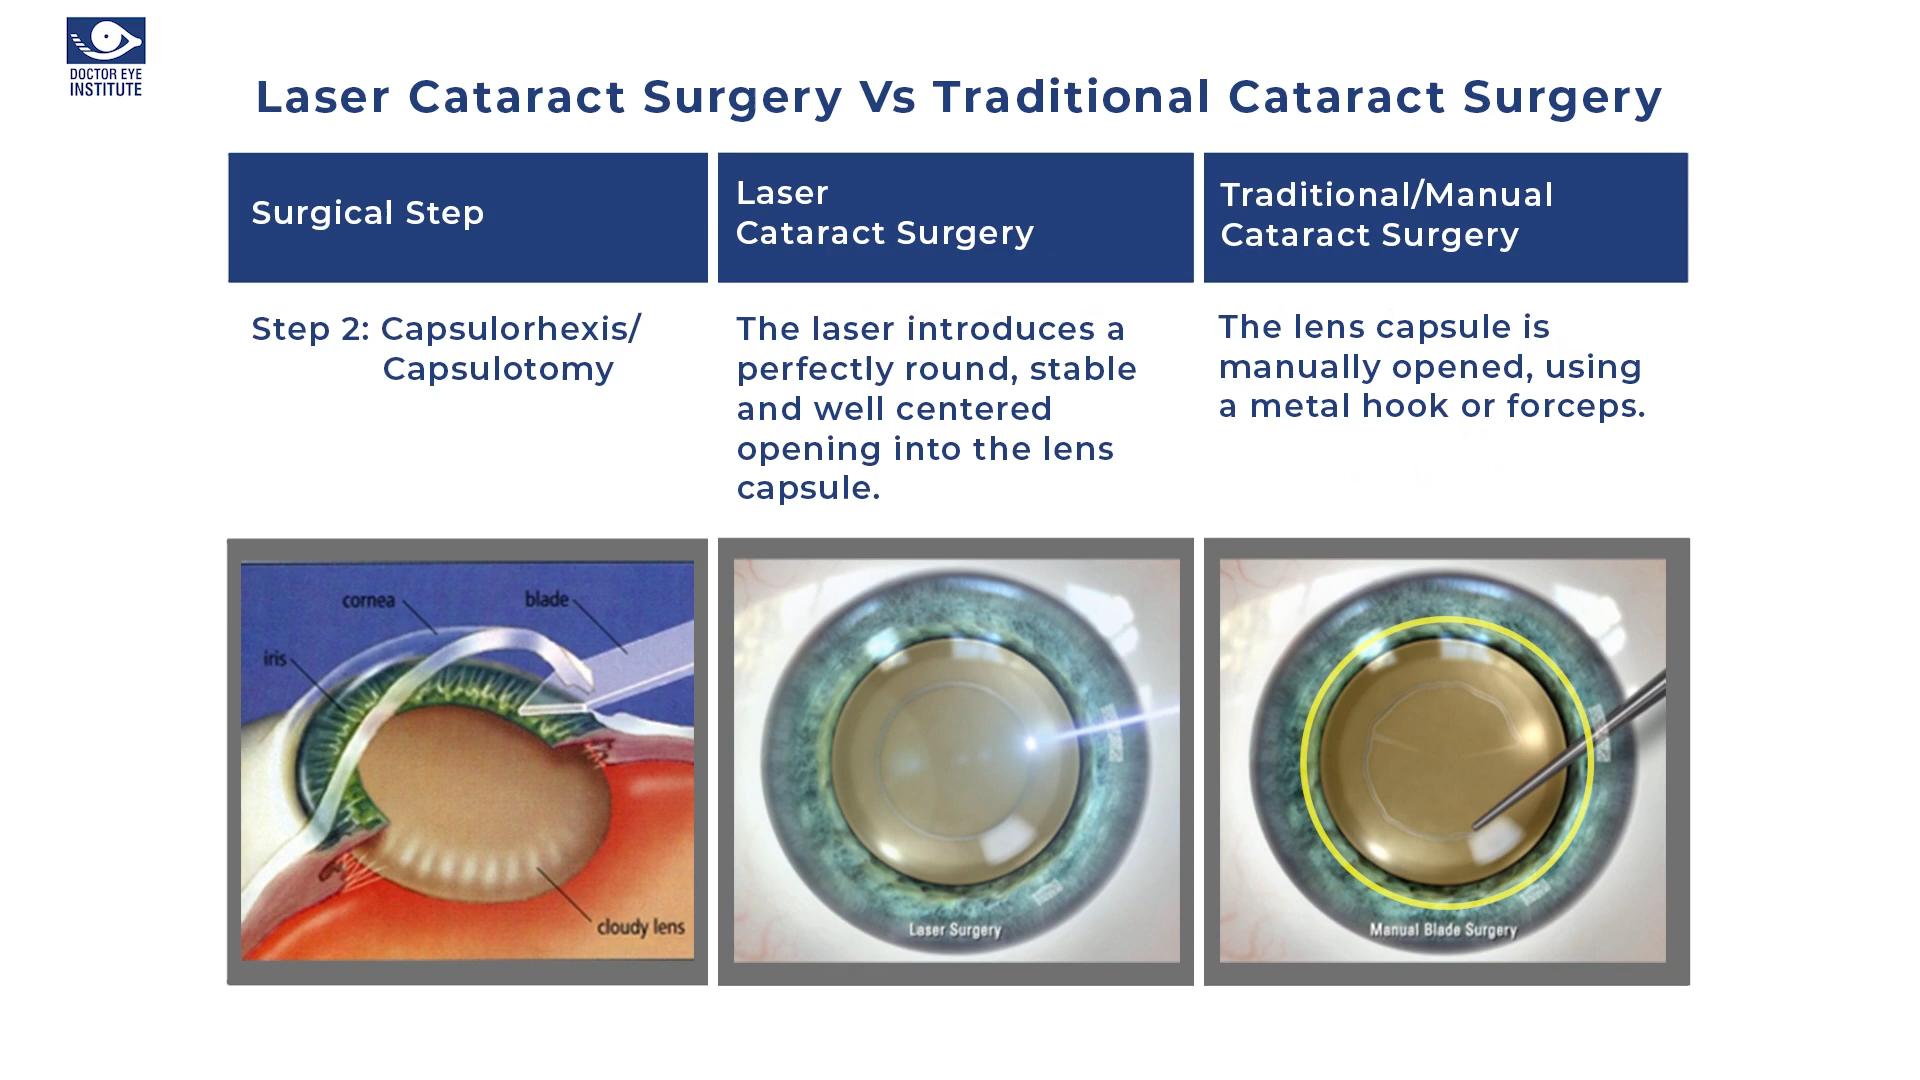 DOCTOR EYE
INSTITUTE
Laser Cataract Surgery Vs Traditional Cataract Surgery
Surgical Step
Laser
Cataract Surgery
Traditional/Manual
Cataract Surgery
Step 2: Capsulorhexis/
Capsulotomy
The laser introduces a
perfectly round, stable
and well centered
opening into the lens
capsule.
The lens capsule is
manually opened, using
a metal hook or forceps.
cornea
blade
iris
cloudy lens
Laser Surgery
Manual Blade Surgery